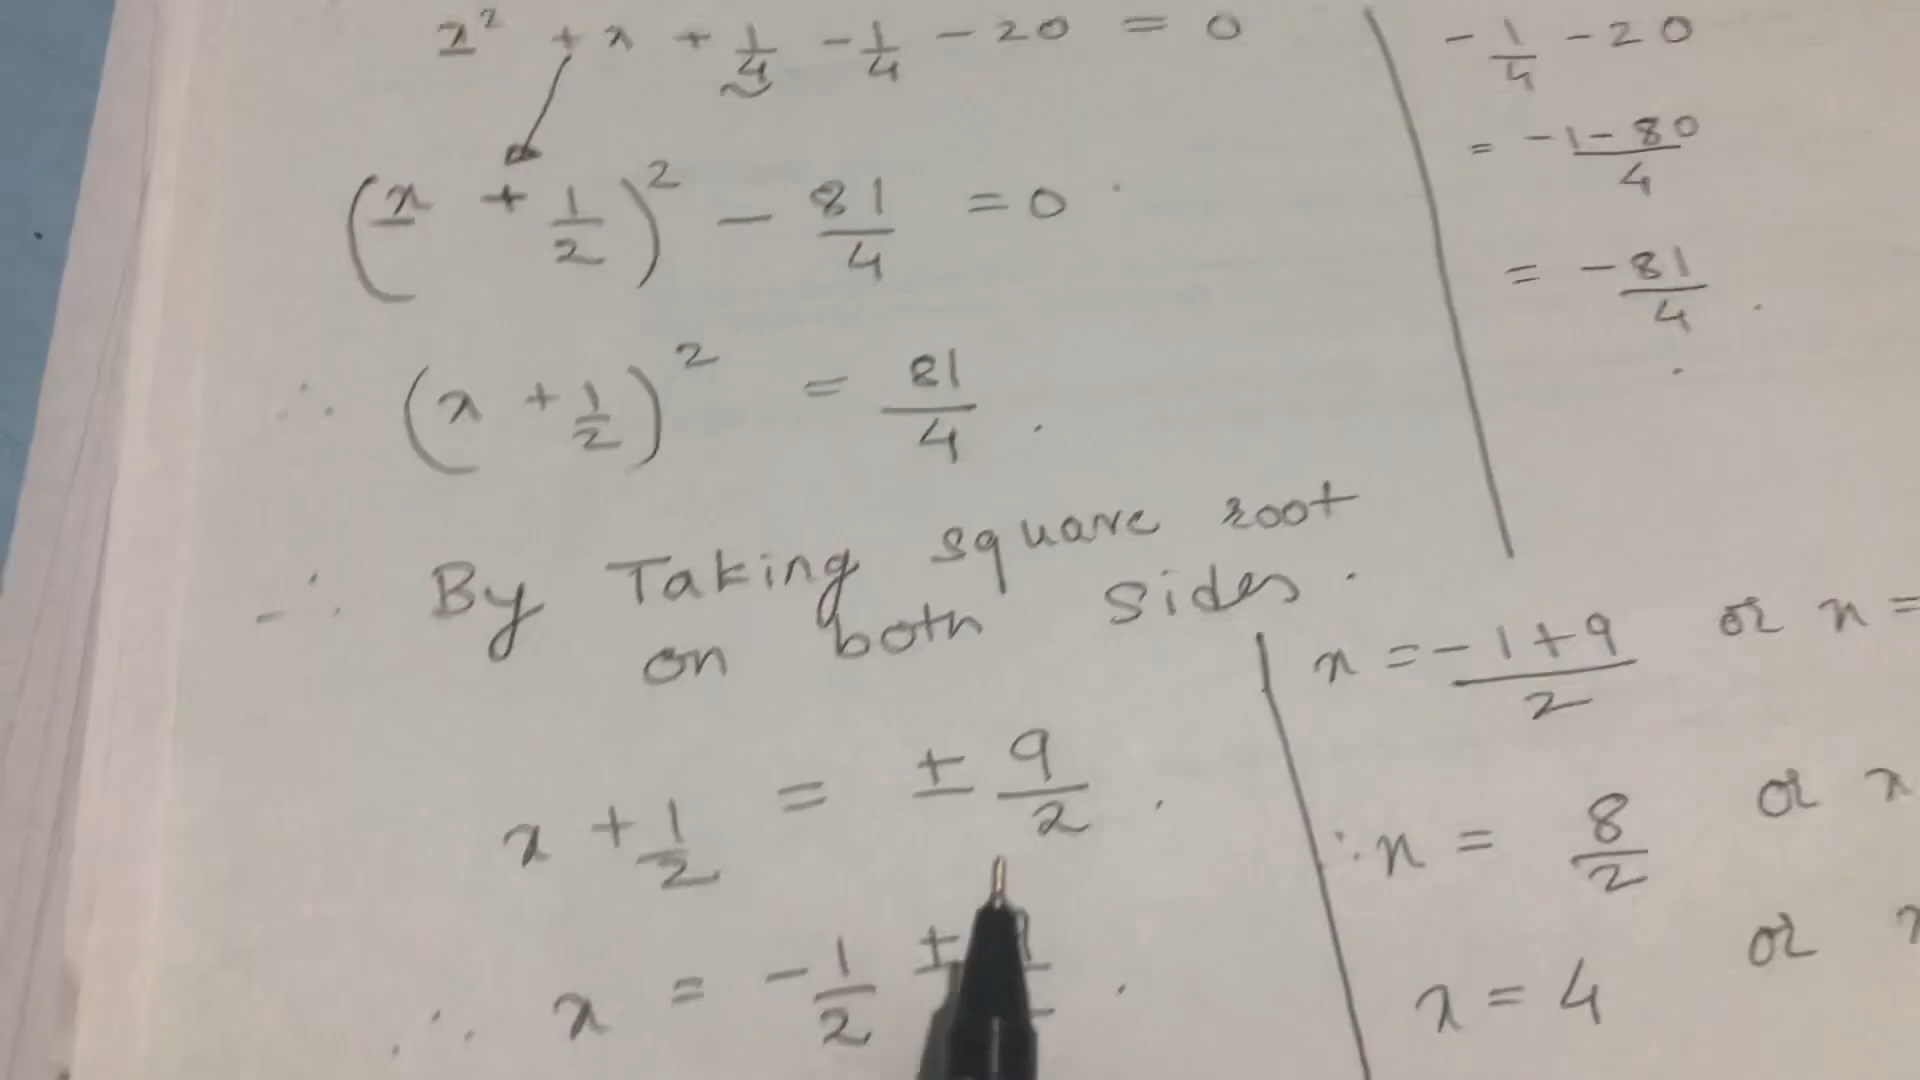 x² + x + 1/4 - 1/4 - 20 = 0
(x + 1/2)² - 81/4 = 0
∴ (x + 1/2)² = 81/4 .
∴ By Taking square root
on both sides .
x + 1/2 = ± 9/2 .
∴ x = - 1/2 ±
- 1/4 - 20
= -1 - 80/4
= - 81/4 .
x = -1+9/2 or x =
∴ x = 8/2 or x
x = 4 or